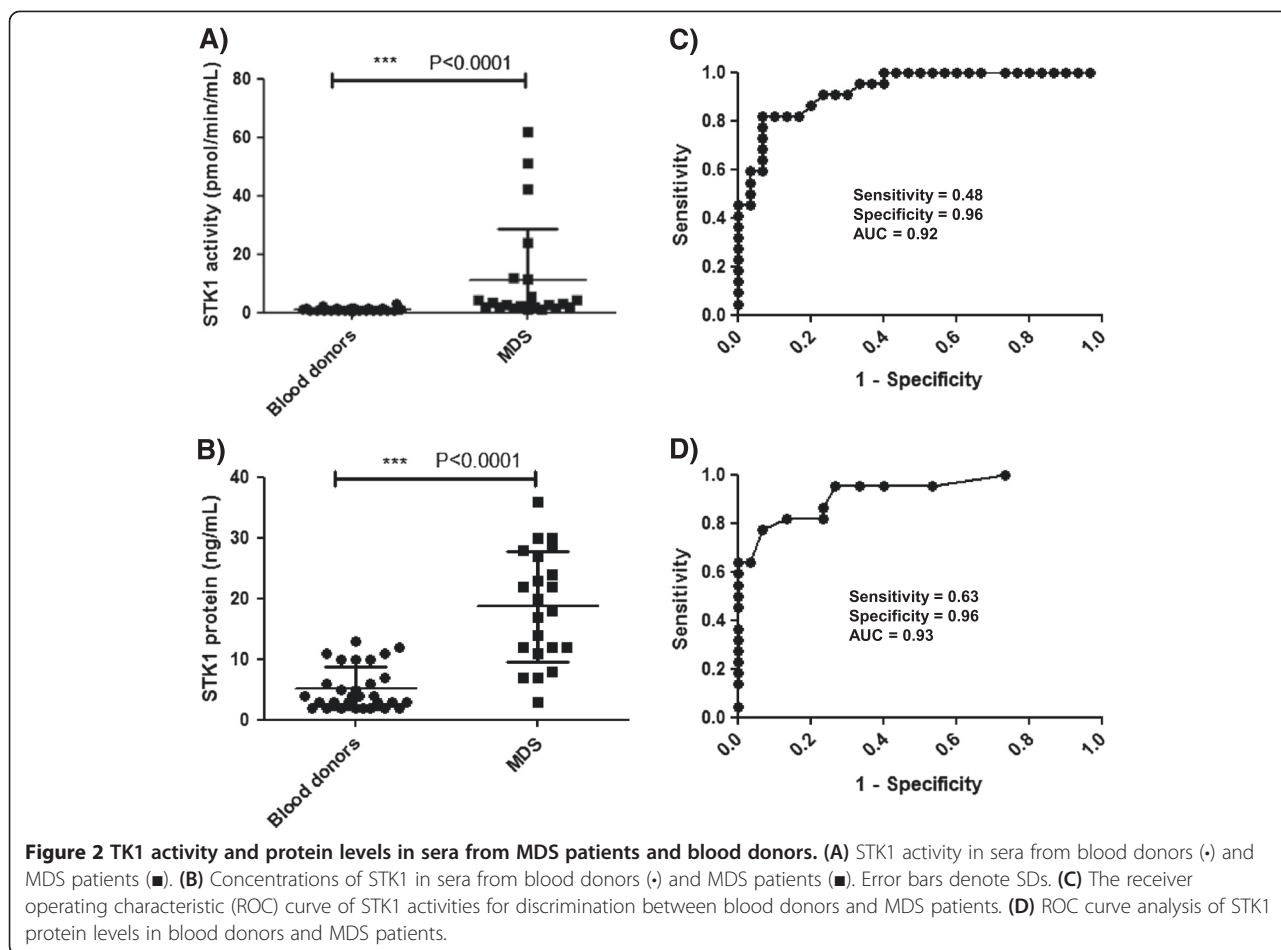 A)
*** P<0.0001
STK1 activity (pmol/min/mL)
80
60
40
20
0
Blood donors
MDS
C)
Sensitivity
1.0
0.8
0.6
0.4
0.2
0.0
Sensitivity = 0.48
Specificity = 0.96
AUC = 0.92
0.0
0.2
0.4
0.6
0.8
1.0
1 - Specificity
B)
*** P<0.0001
STK1 protein (ng/mL)
40
30
20
10
0
Blood donors
MDS
D)
Sensitivity
1.0
0.8
0.6
0.4
0.2
0.0
Sensitivity = 0.63
Specificity = 0.96
AUC = 0.93
0.0
0.2
0.4
0.6
0.8
1.0
1 - Specificity
Figure 2 TK1 activity and protein levels in sera from MDS patients and blood donors. (A) STK1 activity in sera from blood donors (•) and
MDS patients (■). (B) Concentrations of STK1 in sera from blood donors (•) and MDS patients (■). Error bars denote SDs. (C) The receiver
operating characteristic (ROC) curve of STK1 activities for discrimination between blood donors and MDS patients. (D) ROC curve analysis of STK1
protein levels in blood donors and MDS patients.